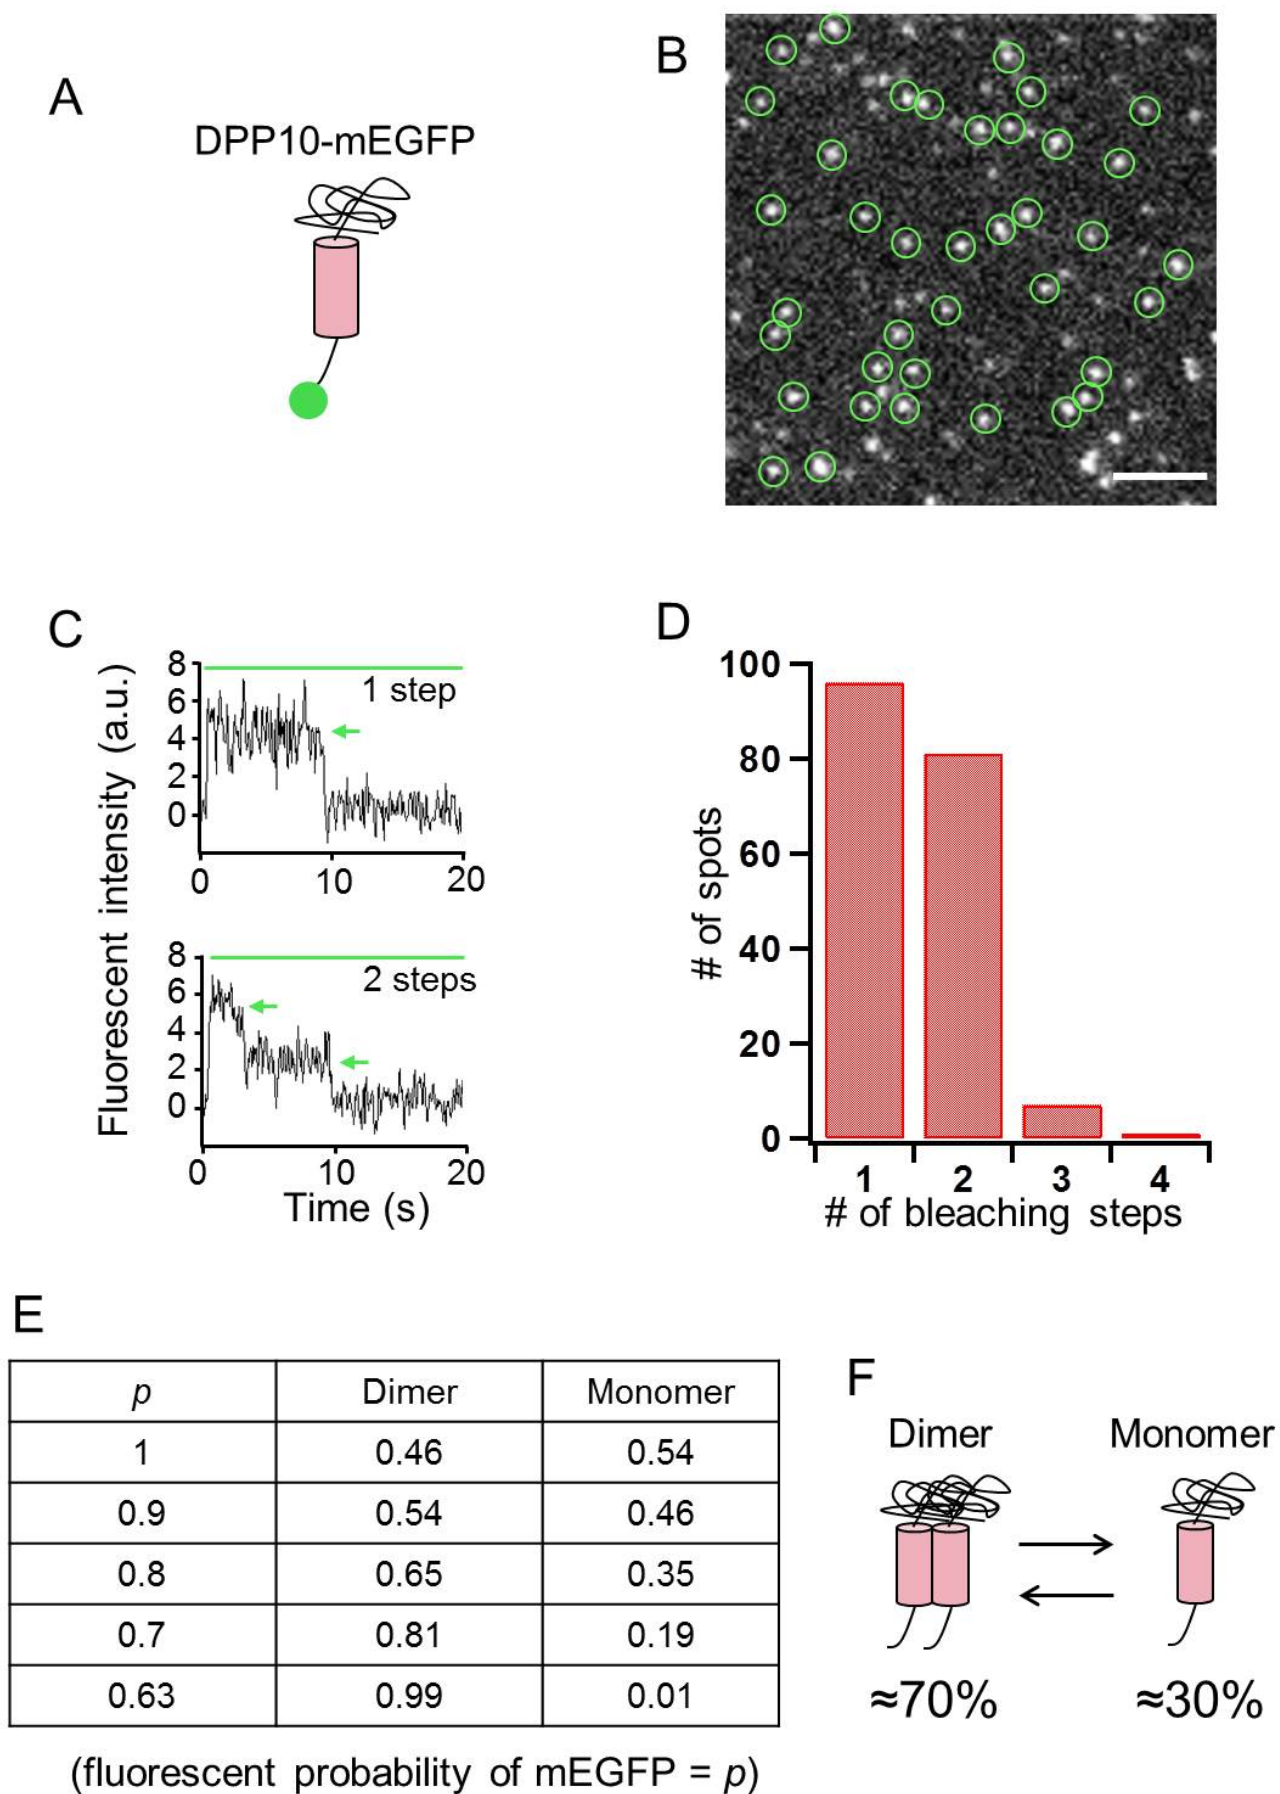 A
DPP10-mEGFP
B
C
Fluorescent intensity (a.u.)
8
6
4
2
0
1 step
0 10 20
8
6
4
2
0
2 steps
0 10 20
Time (s)
D
# of spots
100
80
60
40
20
0
1 2 3 4
# of bleaching steps
E
p Dimer Monomer
1 0.46 0.54
0.9 0.54 0.46
0.8 0.65 0.35
0.7 0.81 0.19
0.63 0.99 0.01
(fluorescent probability of mEGFP = p)
F
Dimer Monomer
≈70% ≈30%